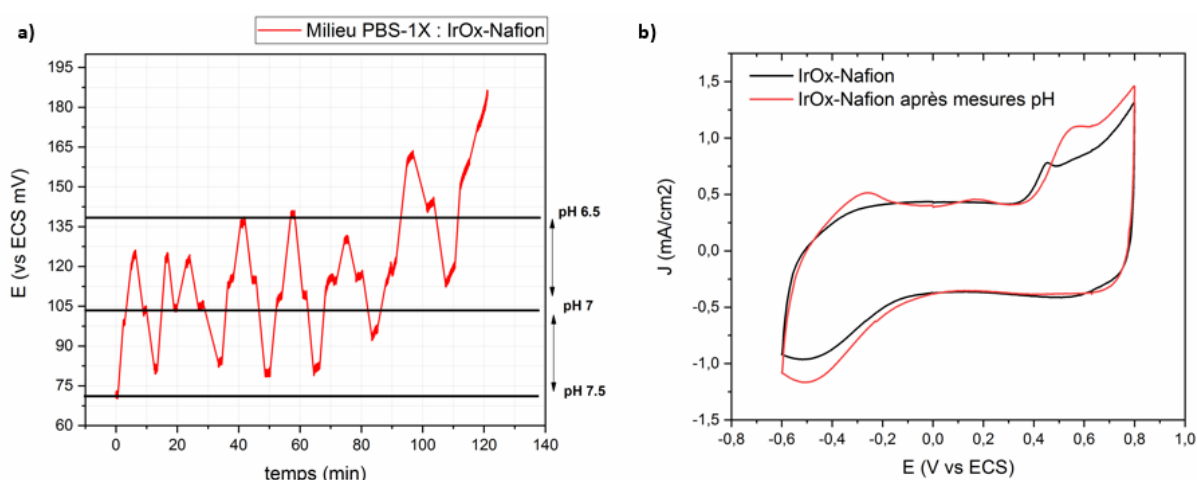 a)
Milieu PBS-1X : IrOx-Nafion
E (vs ECS mV)
195
180
165
150
135
120
105
90
75
60
pH 6.5
pH 7
pH 7.5
0 20 40 60 80 100 120 140
temps (min)
b)
IrOx-Nafion
IrOx-Nafion après mesures pH
J (mA/cm2)
1,5
1,0
0,5
0,0
-0,5
-1,0
-1,5
-0,8 -0,6 -0,4 -0,2 0,0 0,2 0,4 0,6 0,8 1,0
E (V vs ECS)